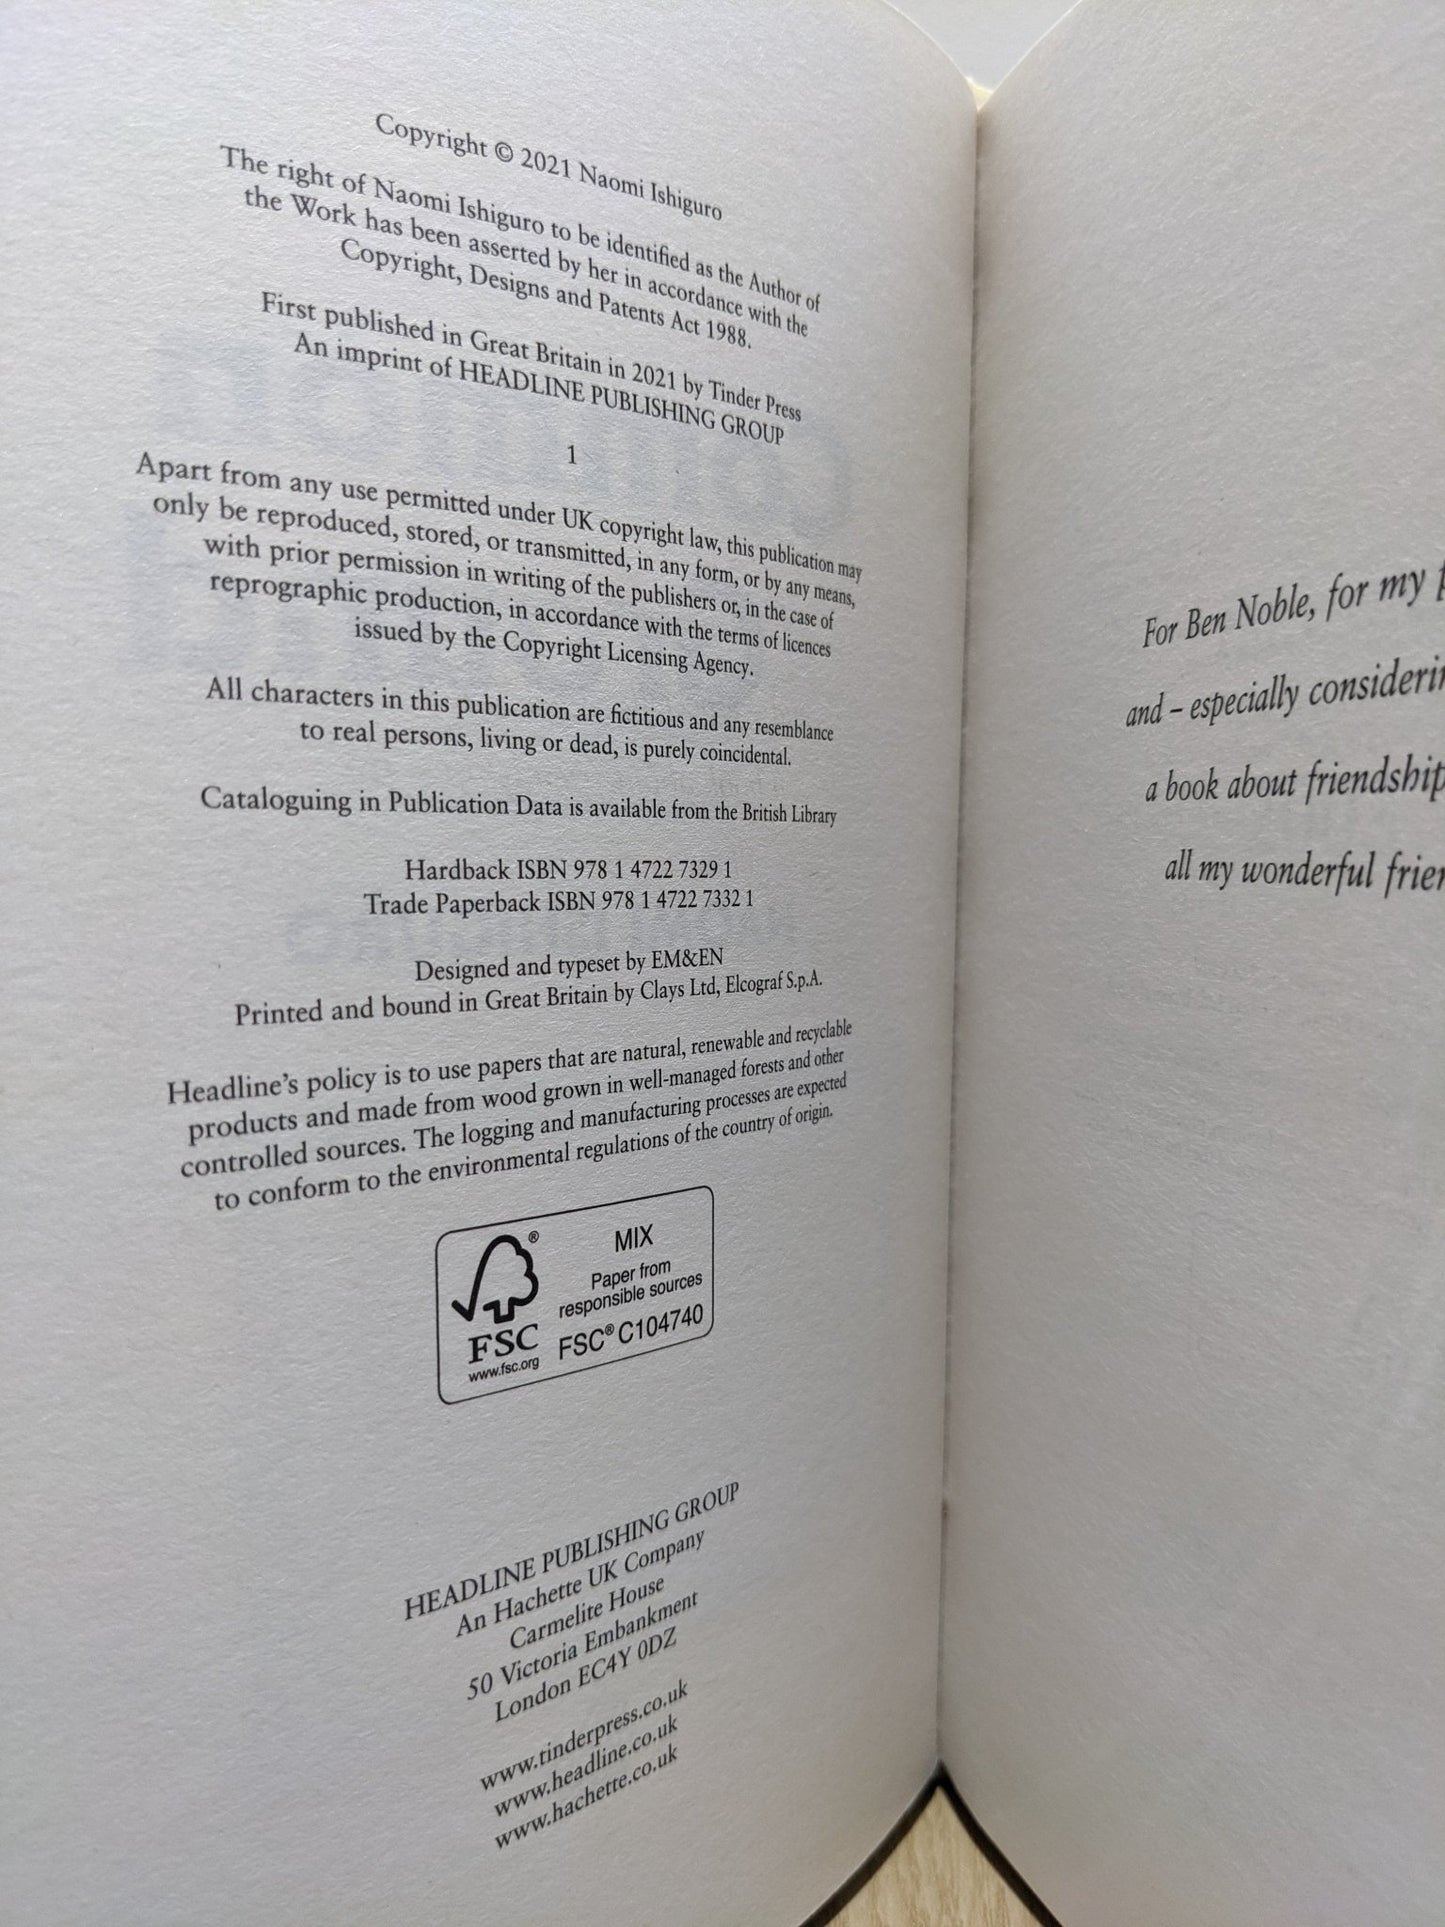 Copyright © 2021 Naomi Ishiguro
The right of Naomi Ishiguro to be identified as the Author of
the Work has been asserted by her in accordance with the
Copyright, Designs and Patents Act 1988.
First published in Great Britain in 2021 by Tinder Press
An imprint of HEADLINE PUBLISHING GROUP
1
Apart from any use permitted under UK copyright law, this publication may
only be reproduced, stored, or transmitted, in any form, or by any means,
with prior permission in writing of the publishers or, in the case of
reprographic production, in accordance with the terms of licences
issued by the Copyright Licensing Agency.
All characters in this publication are fictitious and any resemblance
to real persons, living or dead, is purely coincidental.
Cataloguing in Publication Data is available from the British Library
Hardback ISBN 978 1 4722 7329 1
Trade Paperback ISBN 978 1 4722 7332 1
Designed and typeset by EM&EN
Printed and bound in Great Britain by Clays Ltd, Elcograf S.p.A.
Headline's policy is to use papers that are natural, renewable and recyclable
products and made from wood grown in well-managed forests and other
controlled sources. The logging and manufacturing processes are expected
to conform to the environmental regulations of the country of origin.
®
FSC
www.fsc.org
MIX
Paper from
responsible sources
FSC® C104740
HEADLINE PUBLISHING GROUP
An Hachette UK Company
Carmelite House
50 Victoria Embankment
London EC4Y 0DZ
www.tinderpress.co.uk
www.headline.co.uk
www.hachette.co.uk
For Ben Noble, for my
and – especially
a book about friendship
all my wonderful